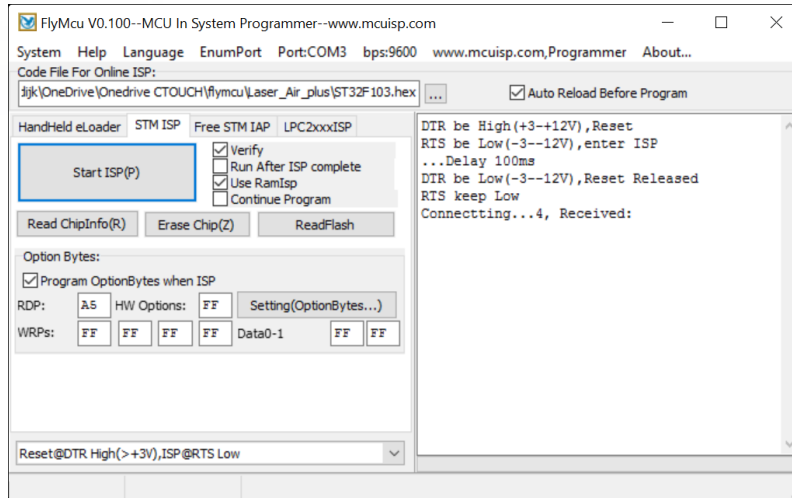 FlyMcu V0.100--MCU In System Programmer--www.mcuisp.com
System Help Language EnumPort Port:COM3 bps:9600 www.mcuisp.com,Programmer About...
Code File For Online ISP:
dijk\OneDrive\Onedrive CTOUCH\flymcu\Laser_Air_plus\ST32F103.hex ... Auto Reload Before Program
HandHeld eLoader STM ISP Free STM IAP LPC2xxxISP
Start ISP(P)
Verify
Run After ISP complete
Use RamIsp
Continue Program
Read ChipInfo(R) Erase Chip(Z) ReadFlash
Option Bytes:
Program OptionBytes when ISP
RDP: A5 HW Options: FF Setting(OptionBytes...)
WRPs: FF FF FF FF Data0-1 FF FF
Reset@DTR High(>+3V),ISP@RTS Low
DTR be High(+3-+12V),Reset
RTS be Low(-3--12V),enter ISP
...Delay 100ms
DTR be Low(-3--12V),Reset Released
RTS keep Low
Connectting...4, Received: